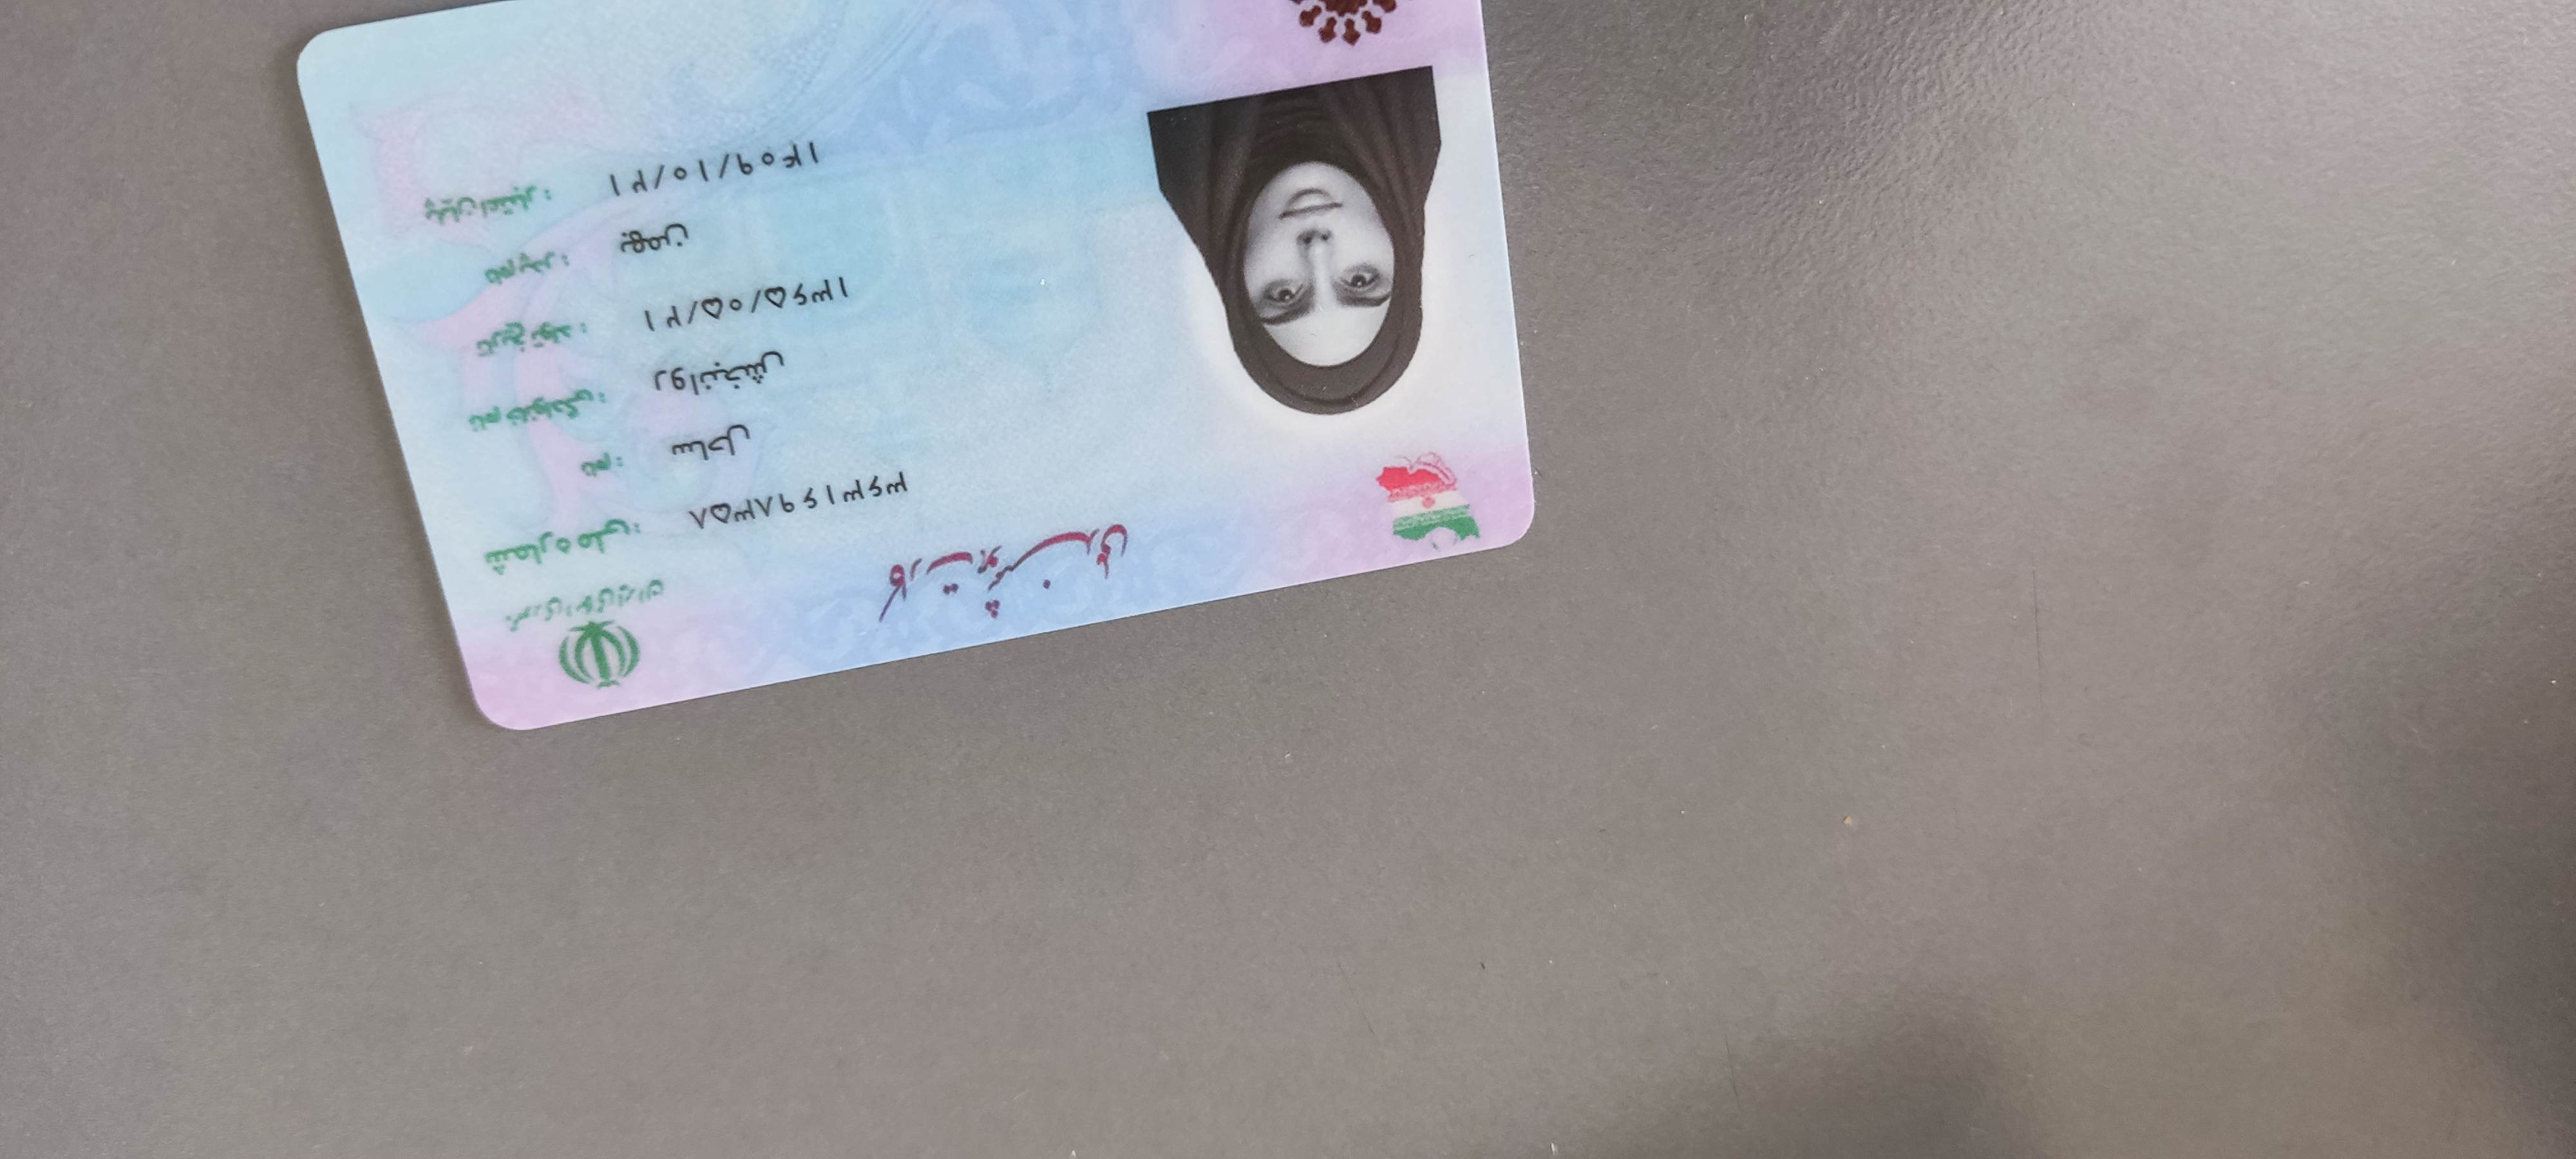 جمهوری اسلامی ایران
کارت هوشمند ملی
شماره ملی: ۳۶۳۱۶۹۸۳۵۸
نام: ساحل
نام خانوادگی: روانبخش
تاریخ تولد: ۱۳۶۵/۰۵/۲۱
نام پدر: بهمن
پایان اعتبار: ۱۴۰۹/۱۰/۲۱